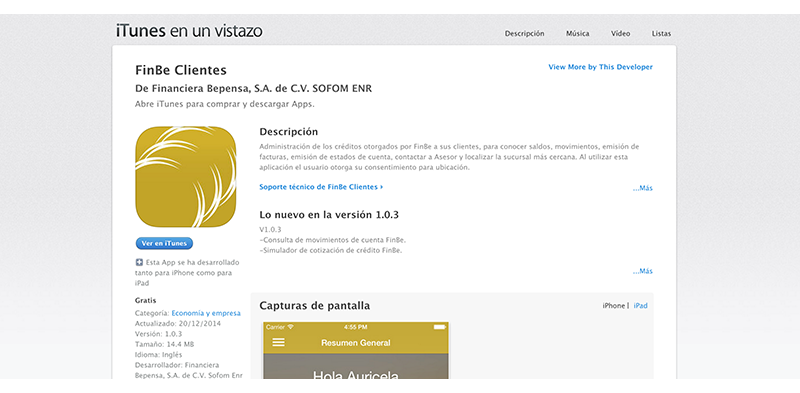 iTunes en un vistazo
Descripción Música Vídeo Listas
FinBe Clientes
View More by This Developer
De Financiera Bepensa, S.A. de C.V. SOFOM ENR
Abre iTunes para comprar y descargar Apps.
Descripción
Administración de los créditos otorgados por FinBe a sus clientes, para conocer saldos, movimientos, emisión de
facturas, emisión de estados de cuenta, contactar a Asesor y localizar la sucursal más cercana. Al utilizar esta
aplicación el usuario otorga su consentimiento para ubicación.
Soporte técnico de FinBe Clientes
...Más
Lo nuevo en la versión 1.0.3
V1.0.3
-Consulta de movimientos de cuenta FinBe.
-Simulador de cotización de crédito FinBe.
...Más
Ver en iTunes
Esta App se ha desarrollado
tanto para iPhone como para
iPad
Gratis
Categoría: Economía y empresa
Actualizado: 20/12/2014
Versión: 1.0.3
Tamaño: 14.4 MB
Idioma: Inglés
Desarrollador: Financiera
Bepensa, S.A. de C.V. Sofom Enr
Capturas de pantalla
iPhone | iPad
Carrier 4:55 PM
Resumen General
Hola Auricela